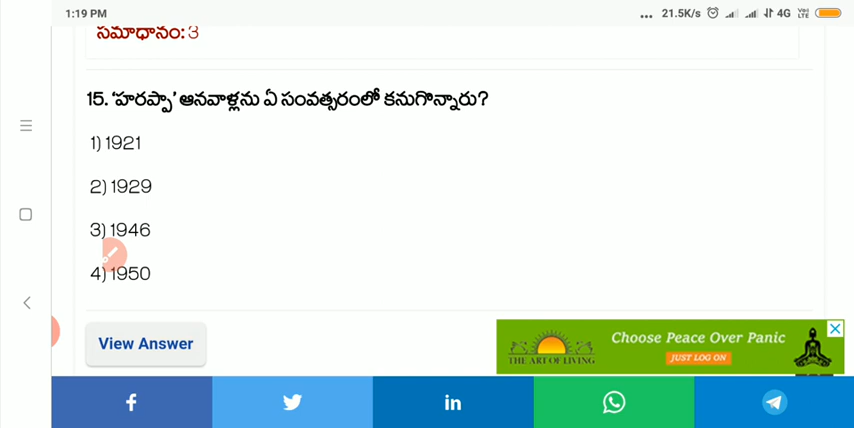 1:19 PM
... 21.5K/s 4G VoLTE
సమాధానం: 3
15. ‘హరప్పా’ ఆనవాళ్లను ఏ సంవత్సరంలో కనుగొన్నారు?
1) 1921
2) 1929
3) 1946
4) 1950
View Answer
Choose Peace Over Panic
THE ART OF LIVING
JUST LOG ON